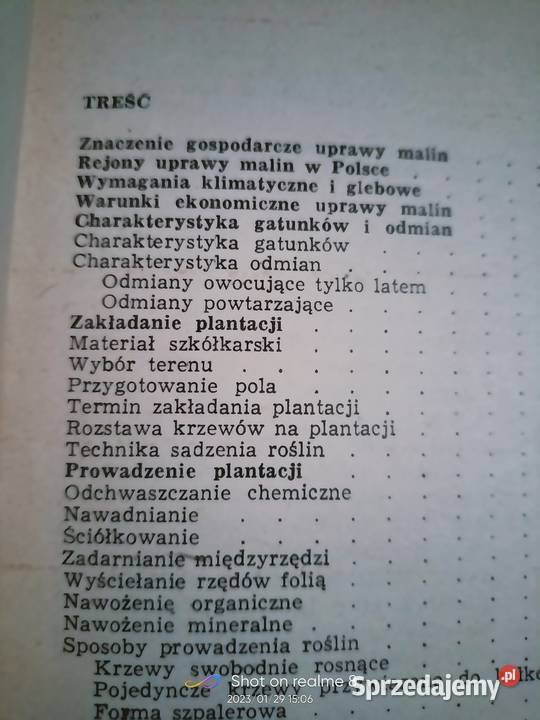 TREŚĆ
Znaczenie gospodarcze uprawy malin
Rejony uprawy malin w Polsce
Wymagania klimatyczne i glebowe
Warunki ekonomiczne uprawy malin
Charakterystyka gatunków i odmian
Charakterystyka gatunków
Charakterystyka odmian
Odmiany owocujące tylko latem
Odmiany powtarzające
Zakładanie plantacji
Materiał szkółkarski
Wybór terenu
Przygotowanie pola
Termin zakładania plantacji
Rozstawa krzewów na plantacji
Technika sadzenia roślin
Prowadzenie plantacji
Odchwaszczanie chemiczne
Nawadnianie
Ściółkowanie
Zadarnianie międzyrzędzi
Wyściełanie rzędów folią
Nawożenie organiczne
Nawożenie mineralne
Sposoby prowadzenia roślin
Krzewy swobodnie rosnące
Pojedyncze krzewy do
Forma szpalerowa
Shot on realme 8
2023/01/29 15:06
Sprzedajemy.pl